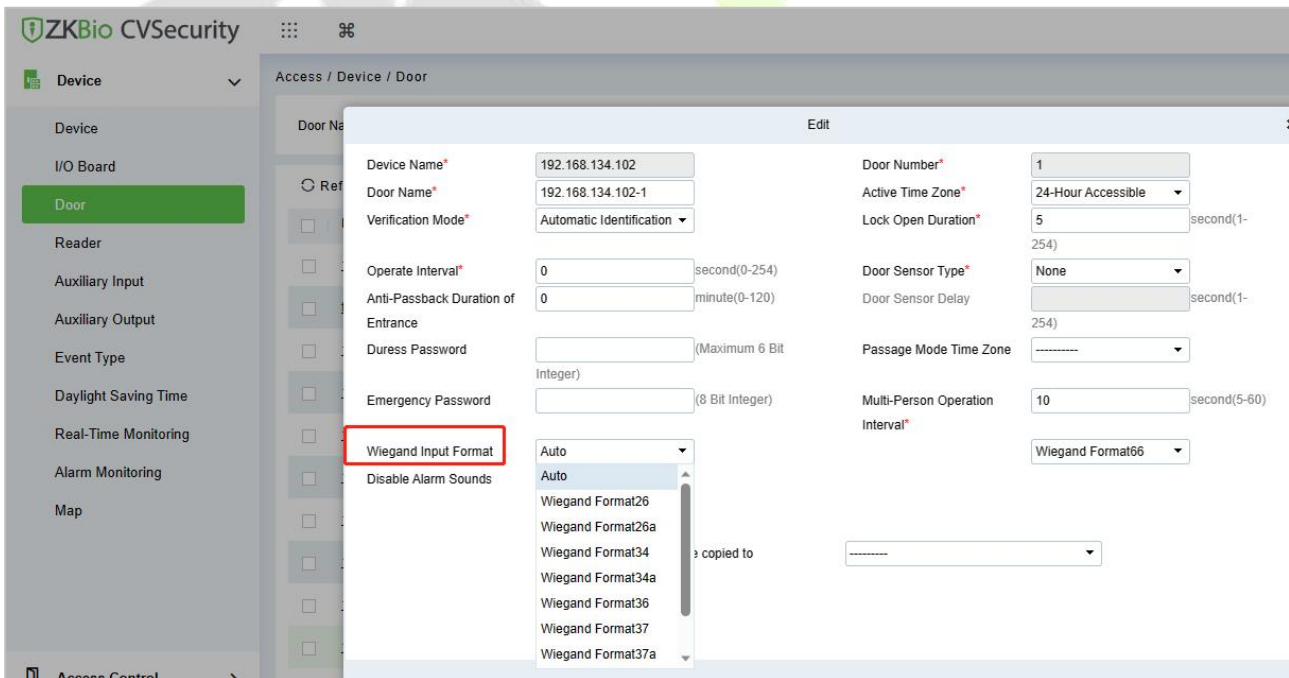 ZKBio CVSecurity
Device
Access / Device / Door
Device
I/O Board
Door
Reader
Auxiliary Input
Auxiliary Output
Event Type
Daylight Saving Time
Real-Time Monitoring
Alarm Monitoring
Map
Access Control
Door Na
Ref
Edit
Device Name* 192.168.134.102 Door Number* 1
Door Name* 192.168.134.102-1 Active Time Zone* 24-Hour Accessible
Verification Mode* Automatic Identification Lock Open Duration* 5 second(1-
254)
Operate Interval* 0 second(0-254) Door Sensor Type* None
Anti-Passback Duration of 0 minute(0-120) Door Sensor Delay second(1-
Entrance 254)
Duress Password (Maximum 6 Bit Passage Mode Time Zone ----------
Integer)
Emergency Password (8 Bit Integer) Multi-Person Operation 10 second(5-60)
Interval*
Wiegand Input Format Auto Wiegand Format66
Disable Alarm Sounds Auto
Wiegand Format26
Wiegand Format26a
Wiegand Format34 copied to ---------
Wiegand Format34a
Wiegand Format36
Wiegand Format37
Wiegand Format37a